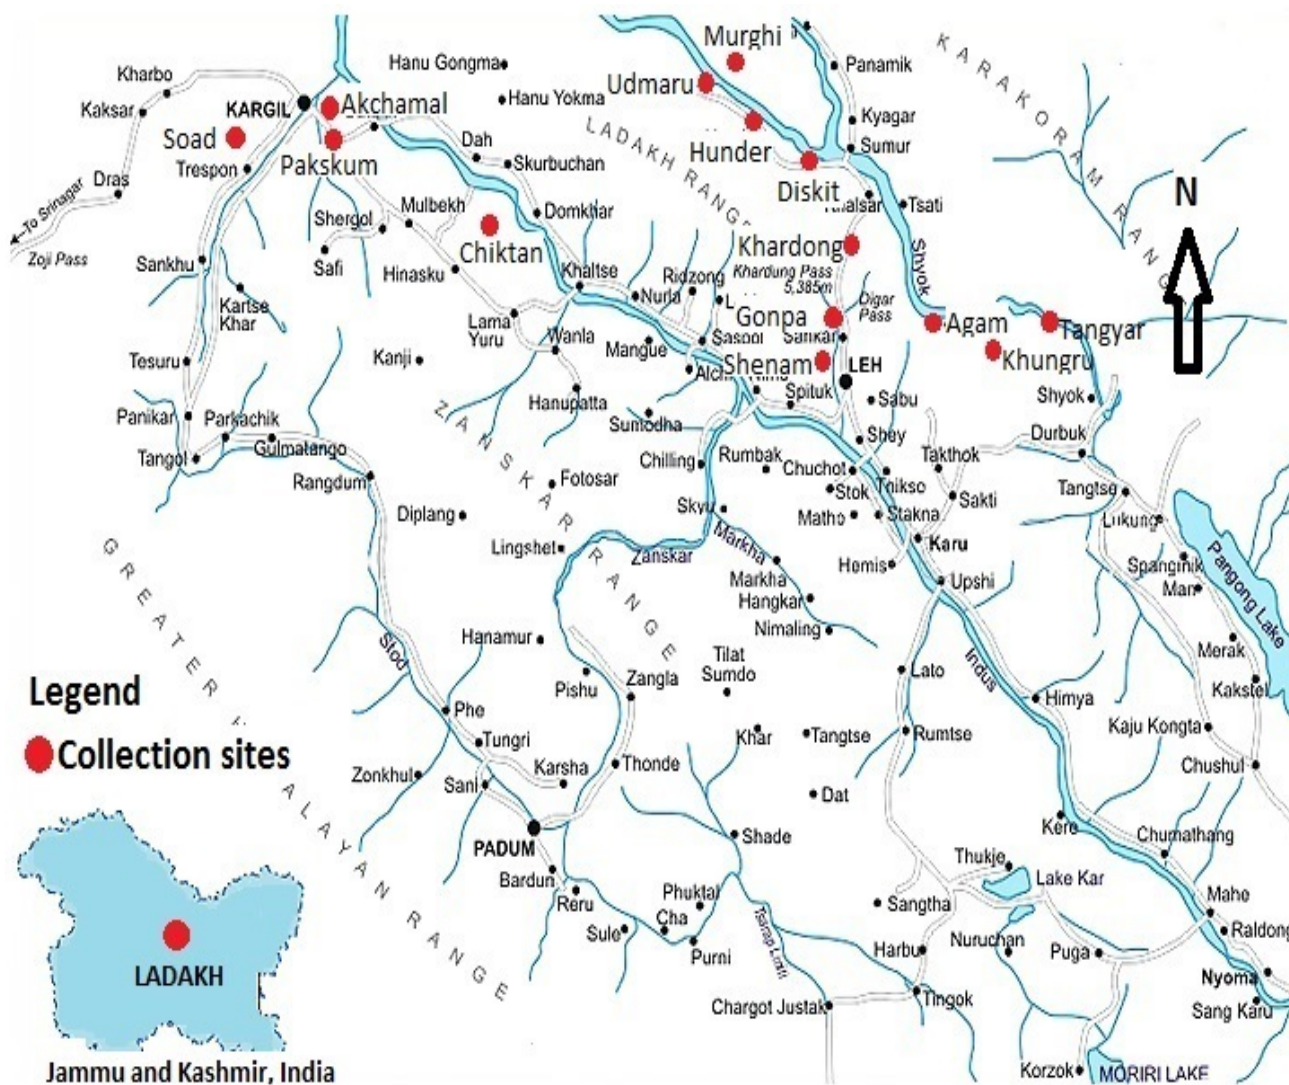 Murghi
Hanu Gongma
Panamik
Kharbo
Udmaru
Kaksar
KARGIL
Akchamal
Hanu Yokma
Kyagar
Soad
LADAKH RANGE
KARAKORAM RANG
Dah
Hunder
Sumur
Trespon
Pakskum
Skurbuchan
Dras
Diskit
N
To Srinagar
Mulbekh
Shergol
Domkhar
Tsati
Zoji Pass
Safi
Chiktan
Khardong
Shyok
Sankhu
Hinasku
Khaltse
Ridzong
Khardung Pass
5,385m
Kartse
Khar
Nurla
L
Digar
Pass
Lama
Yuru
Wanla
Gonpa
Agam
Tangyar
Mangue
Khungru
Tesuru
Kanji
Shenam
LEH
Hanupatta
Spituk
Sabu
Shyok
Panikar
Parkachik
Sumodha
Durbuk
Gulmatango
Shey
Tangol
Chilling
Rumbak
Chuchot
Takthok
Rangdum
ZANSKAR RANGE
Fotosar
Stok
Sakti
Tangtse
Diplang
Skyu
Matho
Stakna
Lukung
Lingshet
Zanskar
Markha
Karu
Pangong Lake
Markha
Hemis
Spangmik
Man
Hangkar
Upshi
Hanamur
Nimaling
Stod
Indus
Merak
Tilat
Sumdo
Zangla
Pishu
Lato
Kakstel
Legend
Phe
Himya
Collection sites
Tungri
Khar
Tangtse
Rumtse
Kaju Kongta
Zonkhul
Sani
Karsha
Thonde
Chushul
Dat
Kere
PADUM
Shade
Chumathang
Bardun
Thukje
Reru
Phuktal
Lake Kar
Mahe
Cha
Sangtha
Sule
Raldong
Purni
Harbu
Nuruchan
Puga
LADAKH
Nyoma
Chargot Justak
Tingok
Sang Karu
Jammu and Kashmir, India
Korzok
MORIRI LAKE